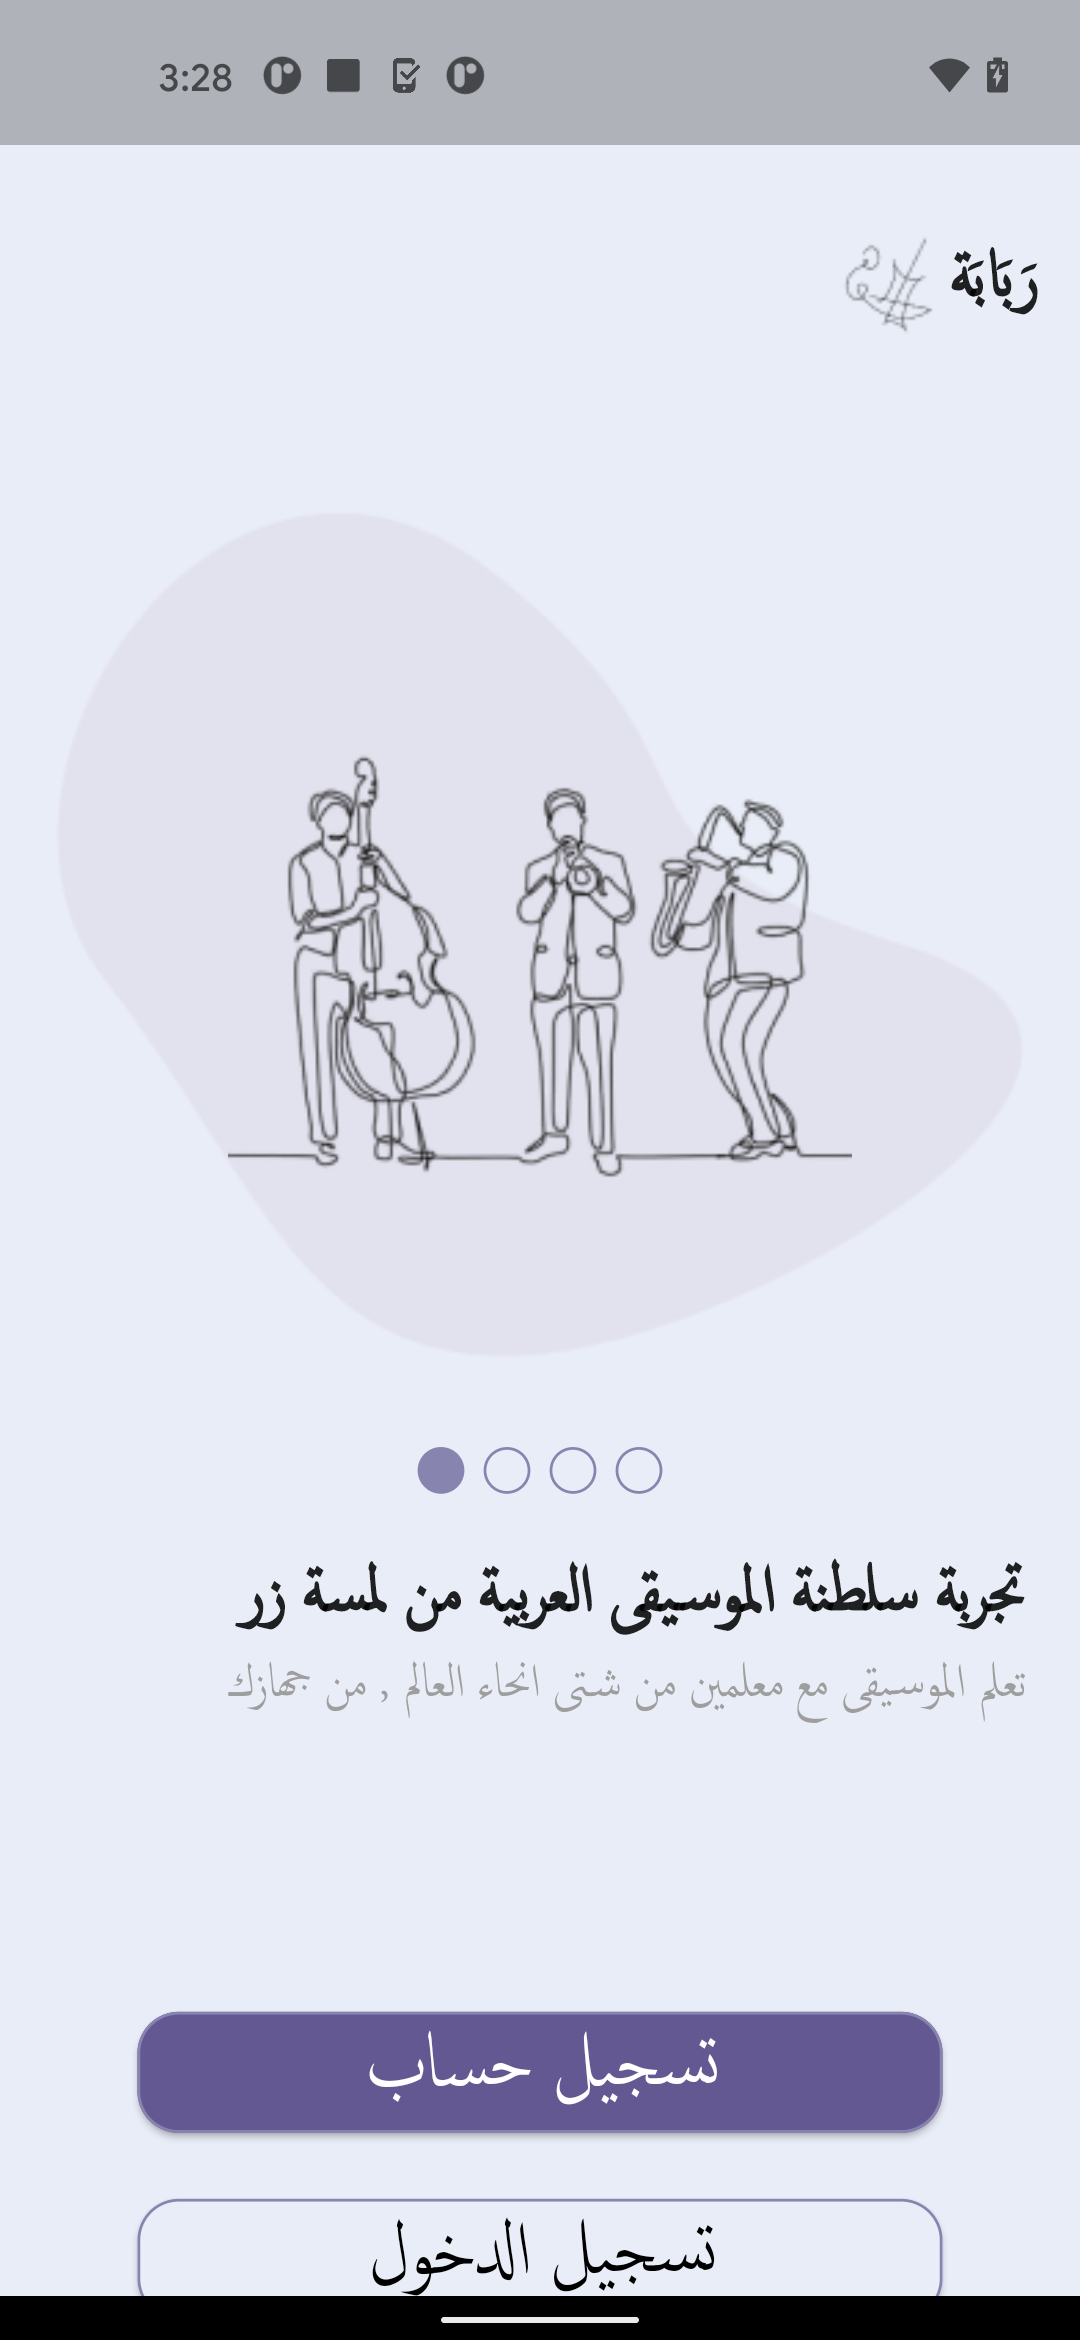 3:28
رَبَابَة
تجربة سلطنة الموسيقى العربية من لمسة زر
تعلم الموسيقى مع معلمين من شتى انحاء العالم , من جهازك
تسجيل حساب
تسجيل الدخول